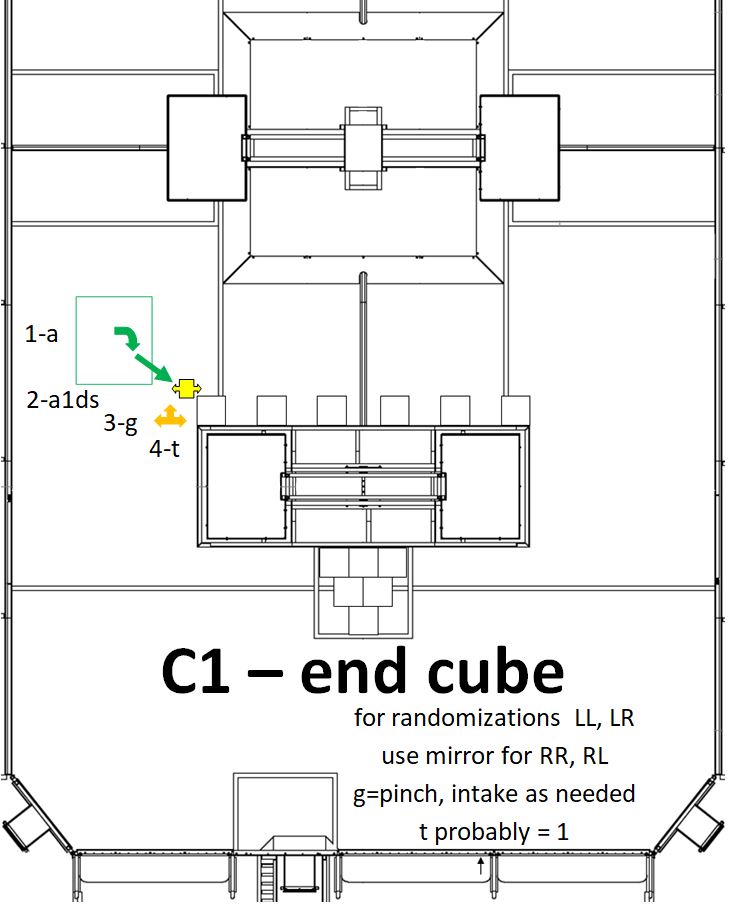 1-a
2-a1ds
3-g
4-t
C1 – end cube
for randomizations  LL, LR
use mirror for RR, RL
g=pinch, intake as needed
t probably = 1